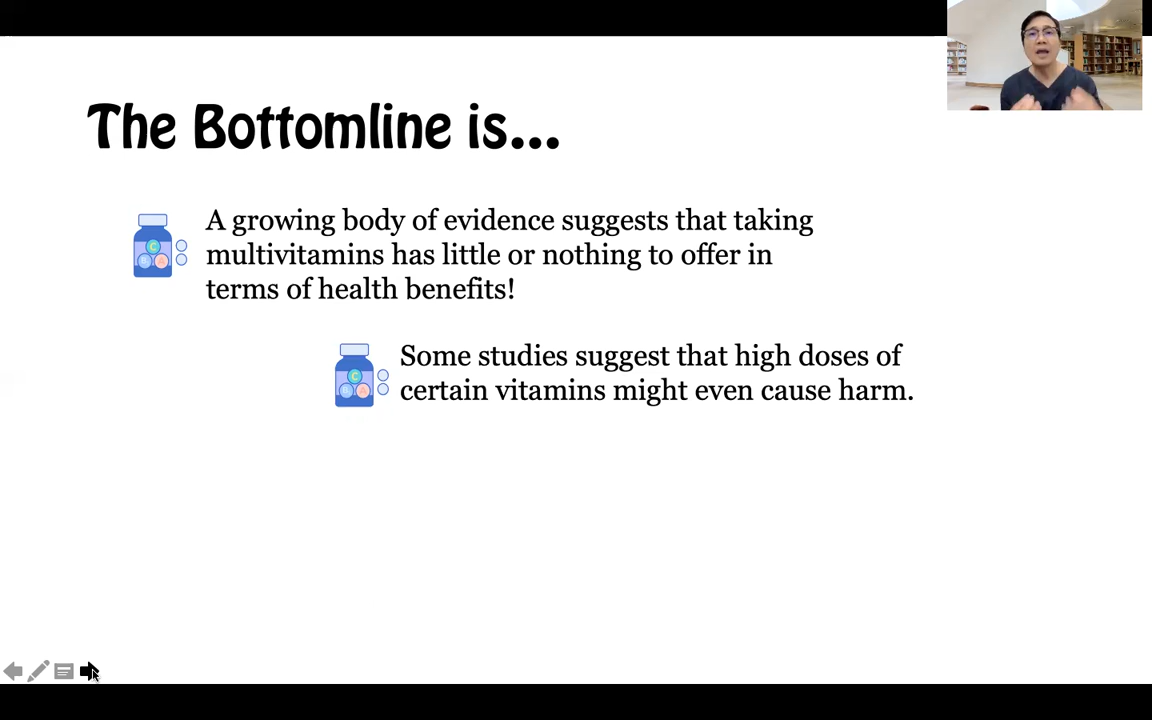 The Bottomline is...
A growing body of evidence suggests that taking
multivitamins has little or nothing to offer in
terms of health benefits!
Some studies suggest that high doses of
certain vitamins might even cause harm.